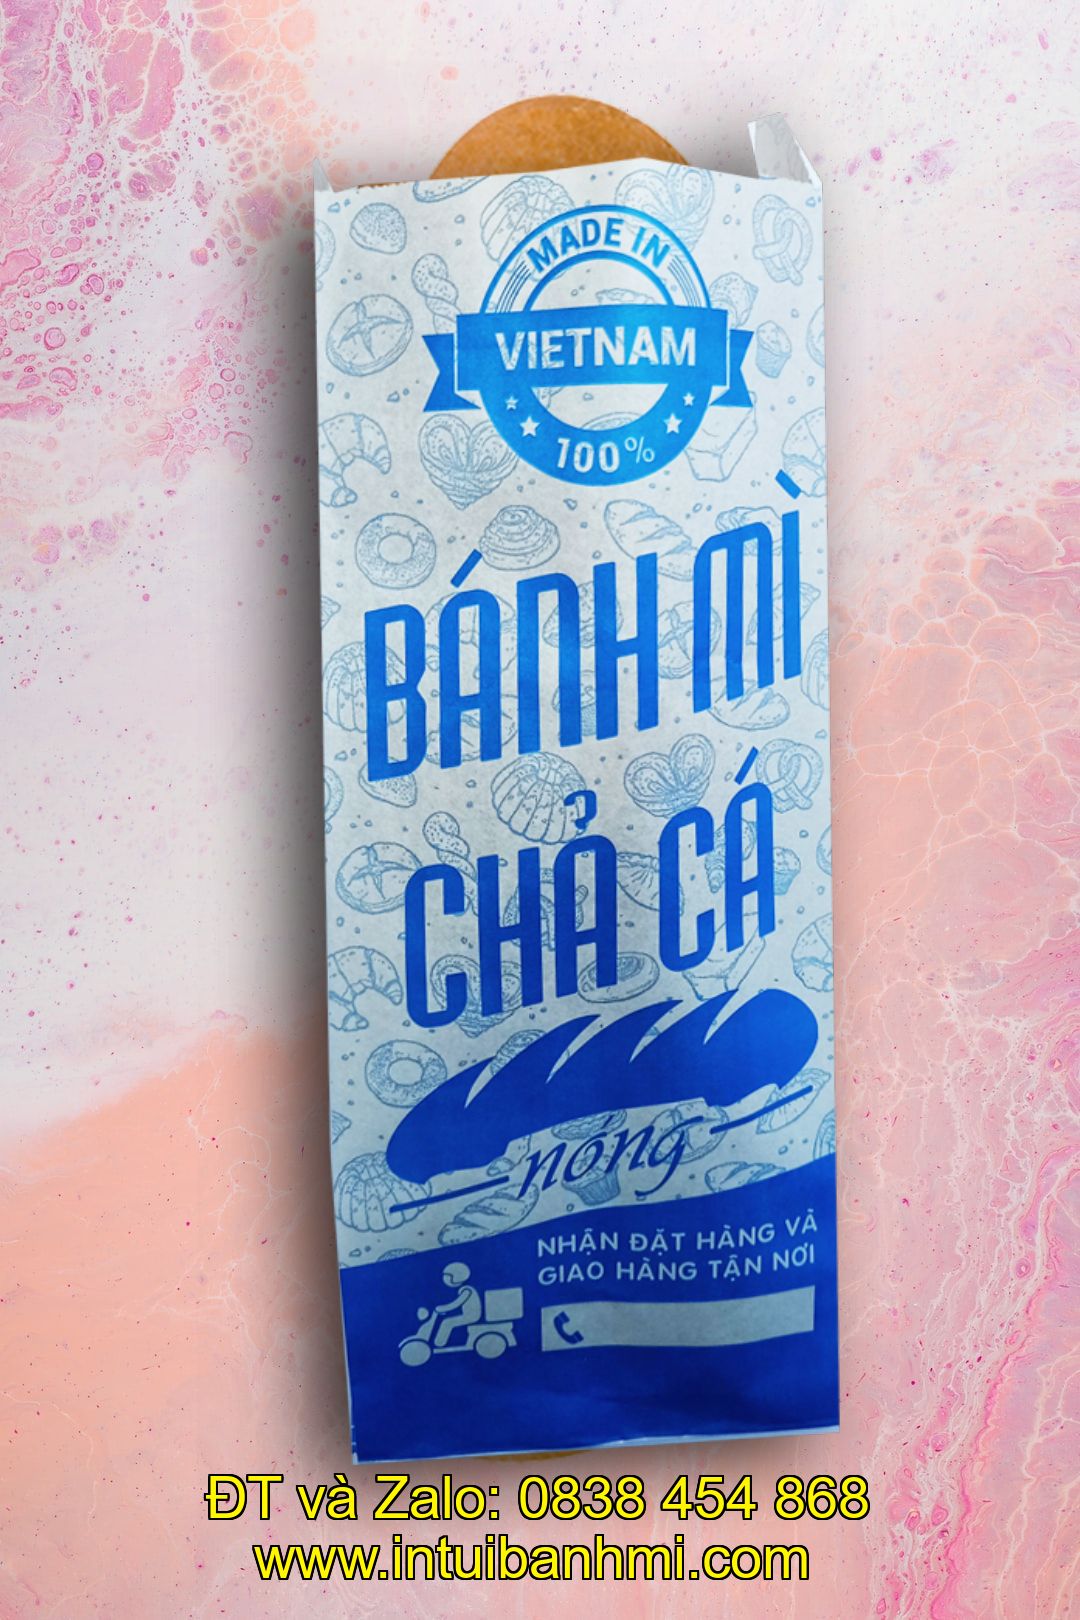 MADE IN
VIETNAM
100%
BÁNH MÌ
CHẢ CÁ
nóng
NHẬN ĐẶT HÀNG VÀ
GIAO HÀNG TẬN NƠI
ĐT và Zalo: 0838 454 868
www.intuibanhmi.com